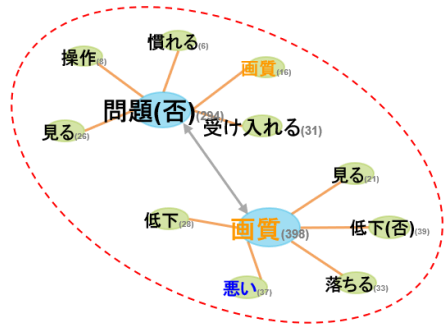 慣れる(6)
操作(8)
画質(16)
問題(否)(294)
受け入れる(31)
見る(26)
見る(21)
低下(28)
画質(398)
低下(否)(39)
悪い(37)
落ちる(33)